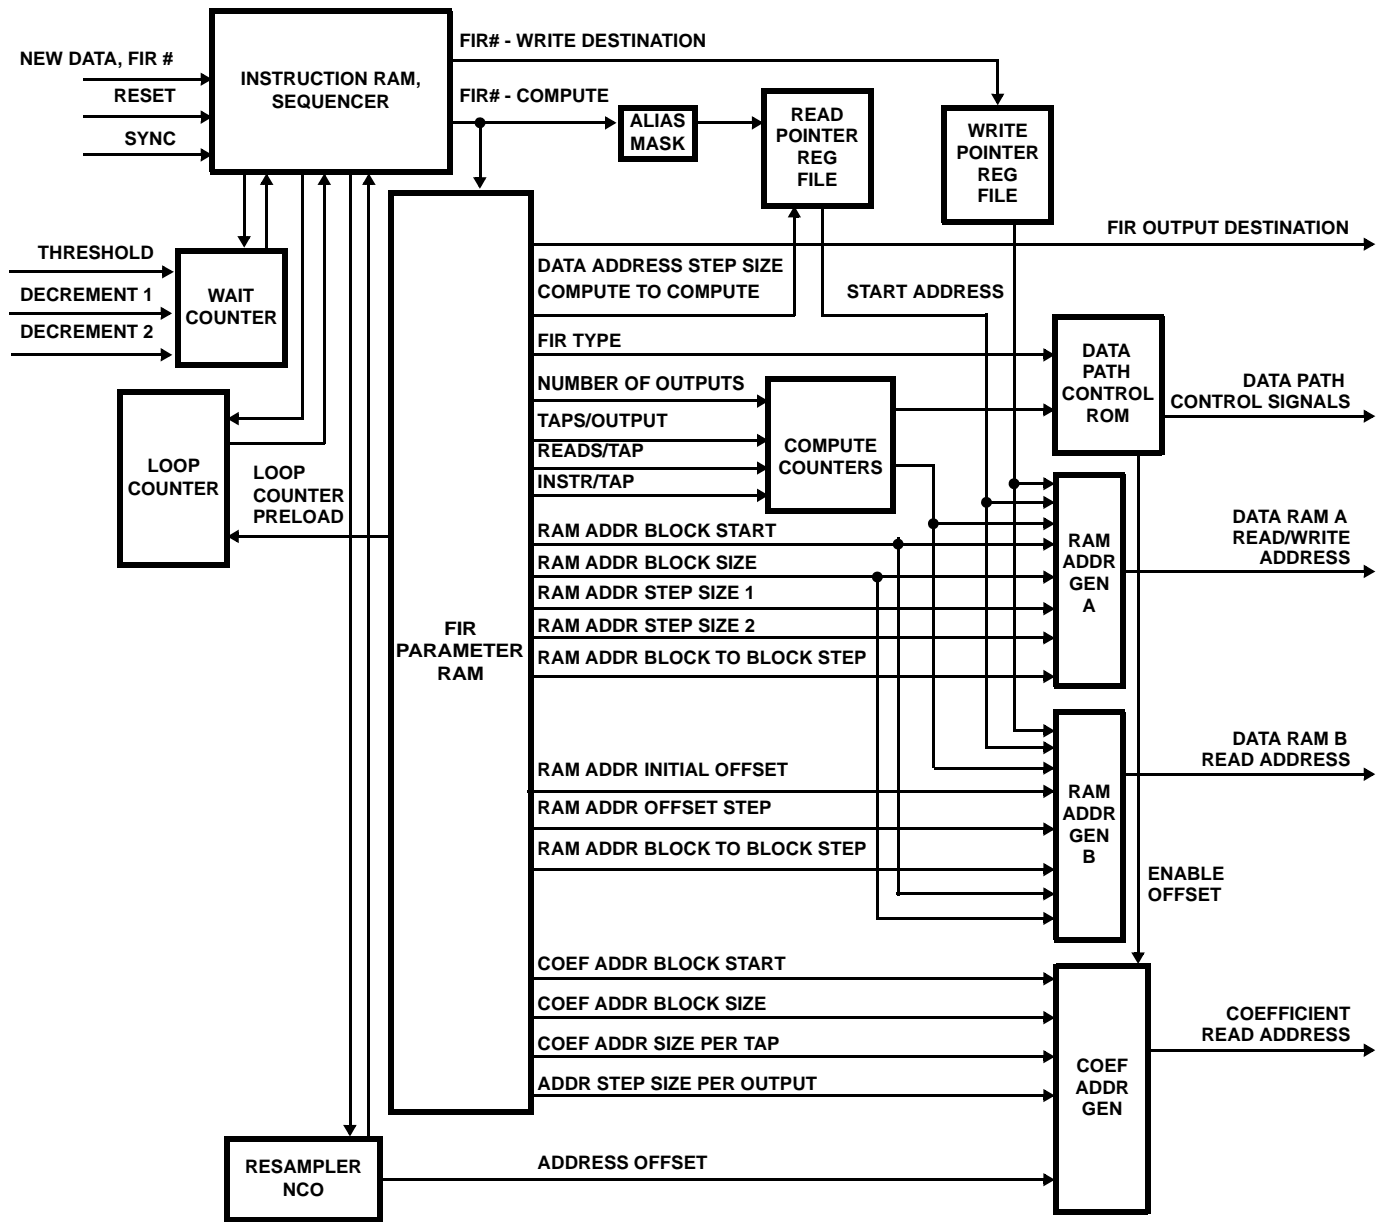 NEW DATA, FIR #
RESET
SYNC
INSTRUCTION RAM,
SEQUENCER
FIR# - WRITE DESTINATION
FIR# - COMPUTE
ALIAS
MASK
READ
POINTER
REG
FILE
WRITE
POINTER
REG
FILE
THRESHOLD
DECREMENT 1
DECREMENT 2
WAIT
COUNTER
LOOP
COUNTER
LOOP
COUNTER
PRELOAD
FIR
PARAMETER
RAM
FIR OUTPUT DESTINATION
DATA ADDRESS STEP SIZE
COMPUTE TO COMPUTE
START ADDRESS
FIR TYPE
NUMBER OF OUTPUTS
TAPS/OUTPUT
READS/TAP
INSTR/TAP
COMPUTE
COUNTERS
DATA
PATH
CONTROL
ROM
DATA PATH
CONTROL SIGNALS
RAM ADDR BLOCK START
RAM ADDR BLOCK SIZE
RAM ADDR STEP SIZE 1
RAM ADDR STEP SIZE 2
RAM ADDR BLOCK TO BLOCK STEP
RAM
ADDR
GEN
A
DATA RAM A
READ/WRITE
ADDRESS
RAM ADDR INITIAL OFFSET
RAM ADDR OFFSET STEP
RAM ADDR BLOCK TO BLOCK STEP
RAM
ADDR
GEN
B
DATA RAM B
READ ADDRESS
ENABLE
OFFSET
COEF ADDR BLOCK START
COEF ADDR BLOCK SIZE
COEF ADDR SIZE PER TAP
ADDR STEP SIZE PER OUTPUT
COEF
ADDR
GEN
COEFFICIENT
READ ADDRESS
RESAMPLER
NCO
ADDRESS OFFSET